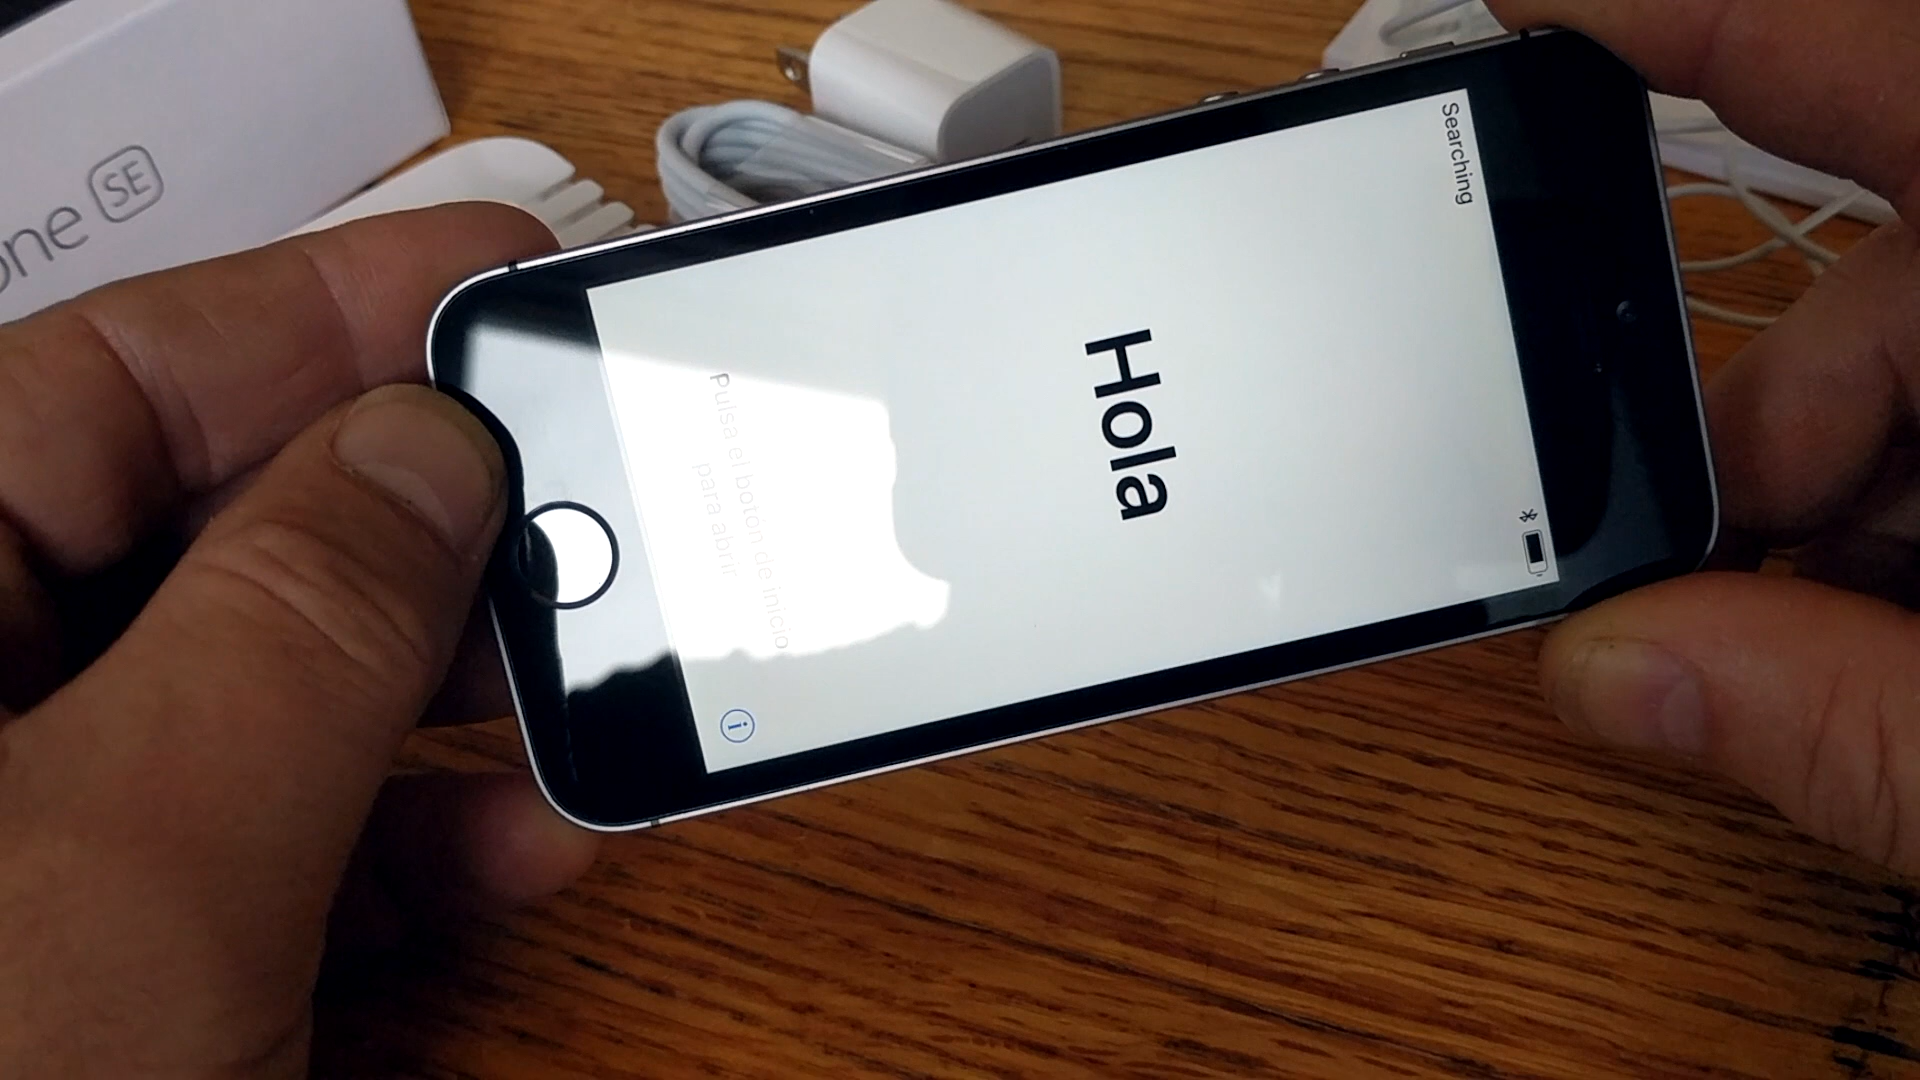 one SE
Searching
Hola
Pulsa el botón de inicio
para abrir
i